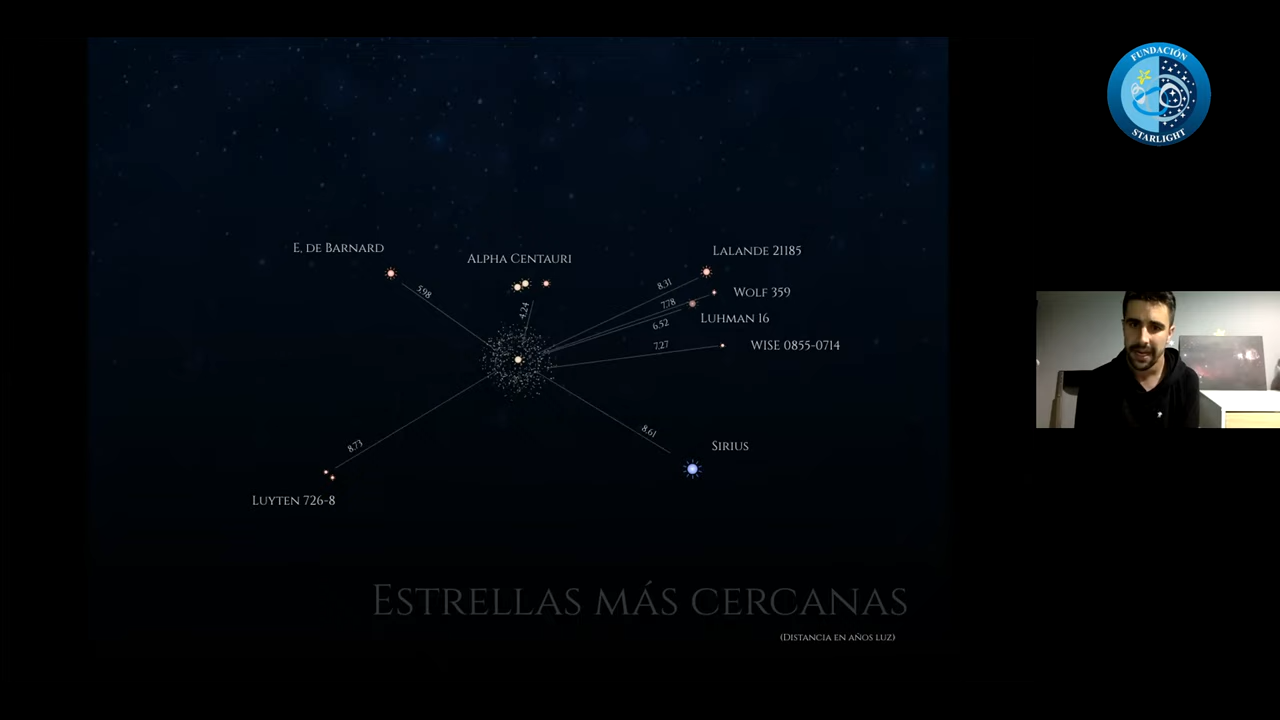 FUNDACIÓN
STARLIGHT
E. de Barnard
Alpha Centauri
Lalande 21185
Wolf 359
Luhman 16
WISE 0855-0714
5.98
4.24
8.31
7.78
6.52
7.27
8.73
8.61
Sirius
Luyten 726-8
Estrellas más cercanas
(Distancia en años luz)